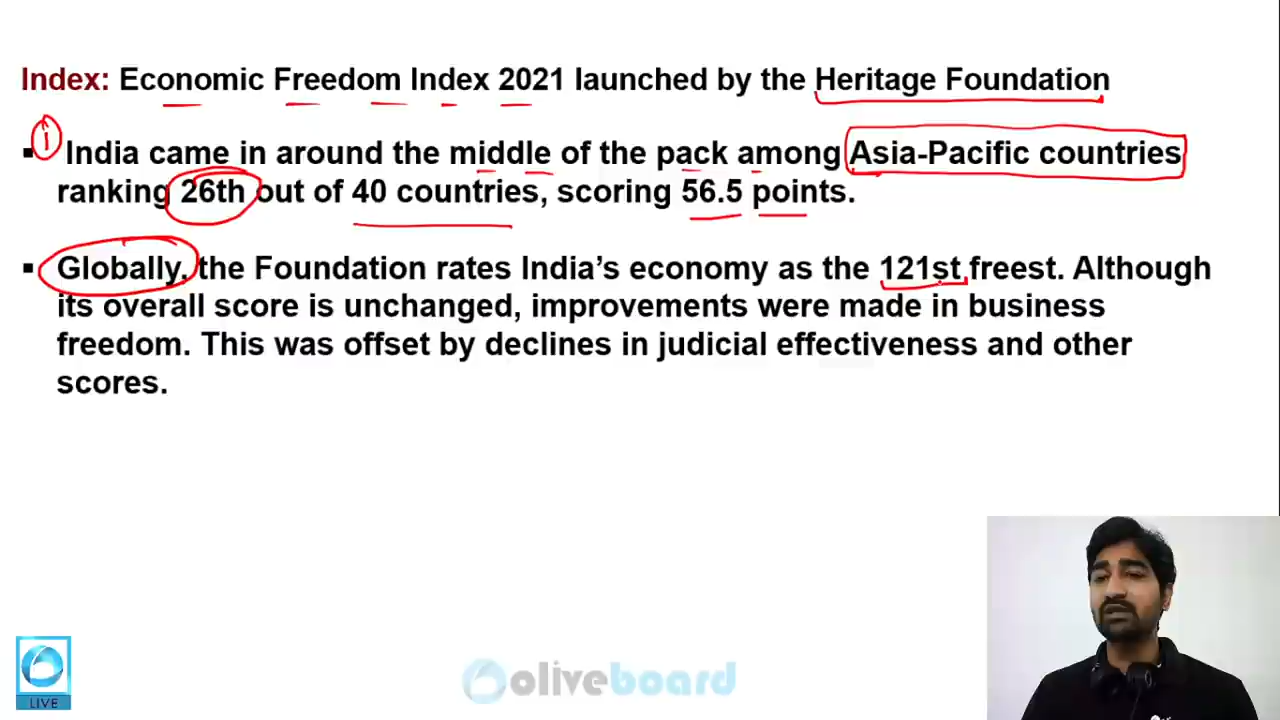 Index: Economic Freedom Index 2021 launched by the Heritage Foundation
1
▪ India came in around the middle of the pack among Asia-Pacific countries
ranking 26th out of 40 countries, scoring 56.5 points.
▪ Globally, the Foundation rates India’s economy as the 121st freest. Although
its overall score is unchanged, improvements were made in business
freedom. This was offset by declines in judicial effectiveness and other
scores.
LIVE
oliveboard